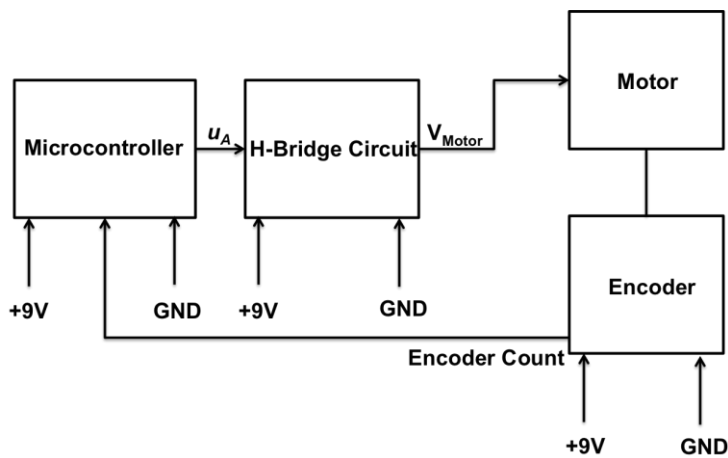 Motor
Microcontroller
u_A
H-Bridge Circuit
V_Motor
Encoder
+9V
GND
+9V
GND
Encoder Count
+9V
GND